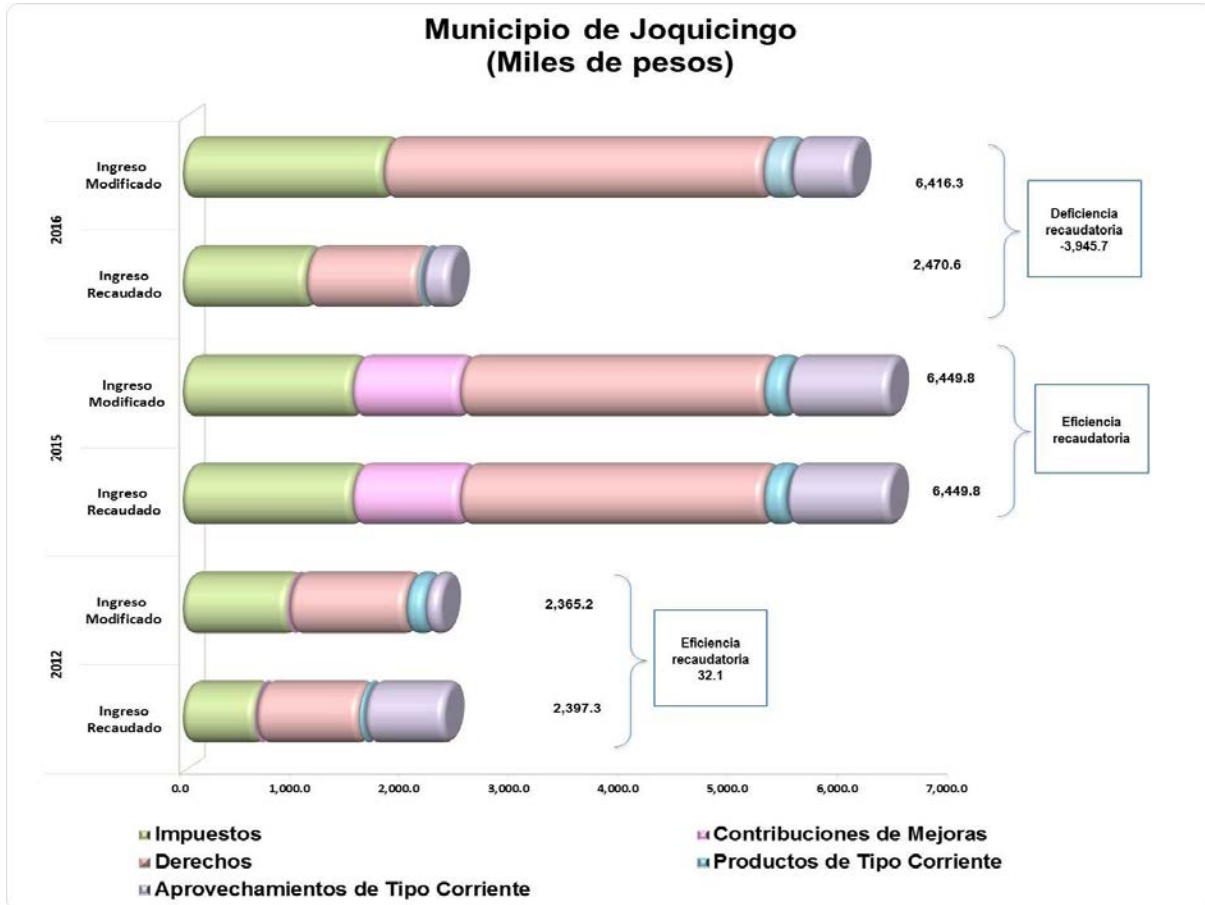 Municipio de Joquicingo
(Miles de pesos)
2016
Ingreso
Modificado
6,416.3
Ingreso
Recaudado
2,470.6
Deficiencia
recaudatoria
-3,945.7
2015
Ingreso
Modificado
6,449.8
Ingreso
Recaudado
6,449.8
Eficiencia
recaudatoria
2012
Ingreso
Modificado
2,365.2
Ingreso
Recaudado
2,397.3
Eficiencia
recaudatoria
32.1
0.0 1,000.0 2,000.0 3,000.0 4,000.0 5,000.0 6,000.0 7,000.0
Impuestos
Contribuciones de Mejoras
Derechos
Productos de Tipo Corriente
Aprovechamientos de Tipo Corriente